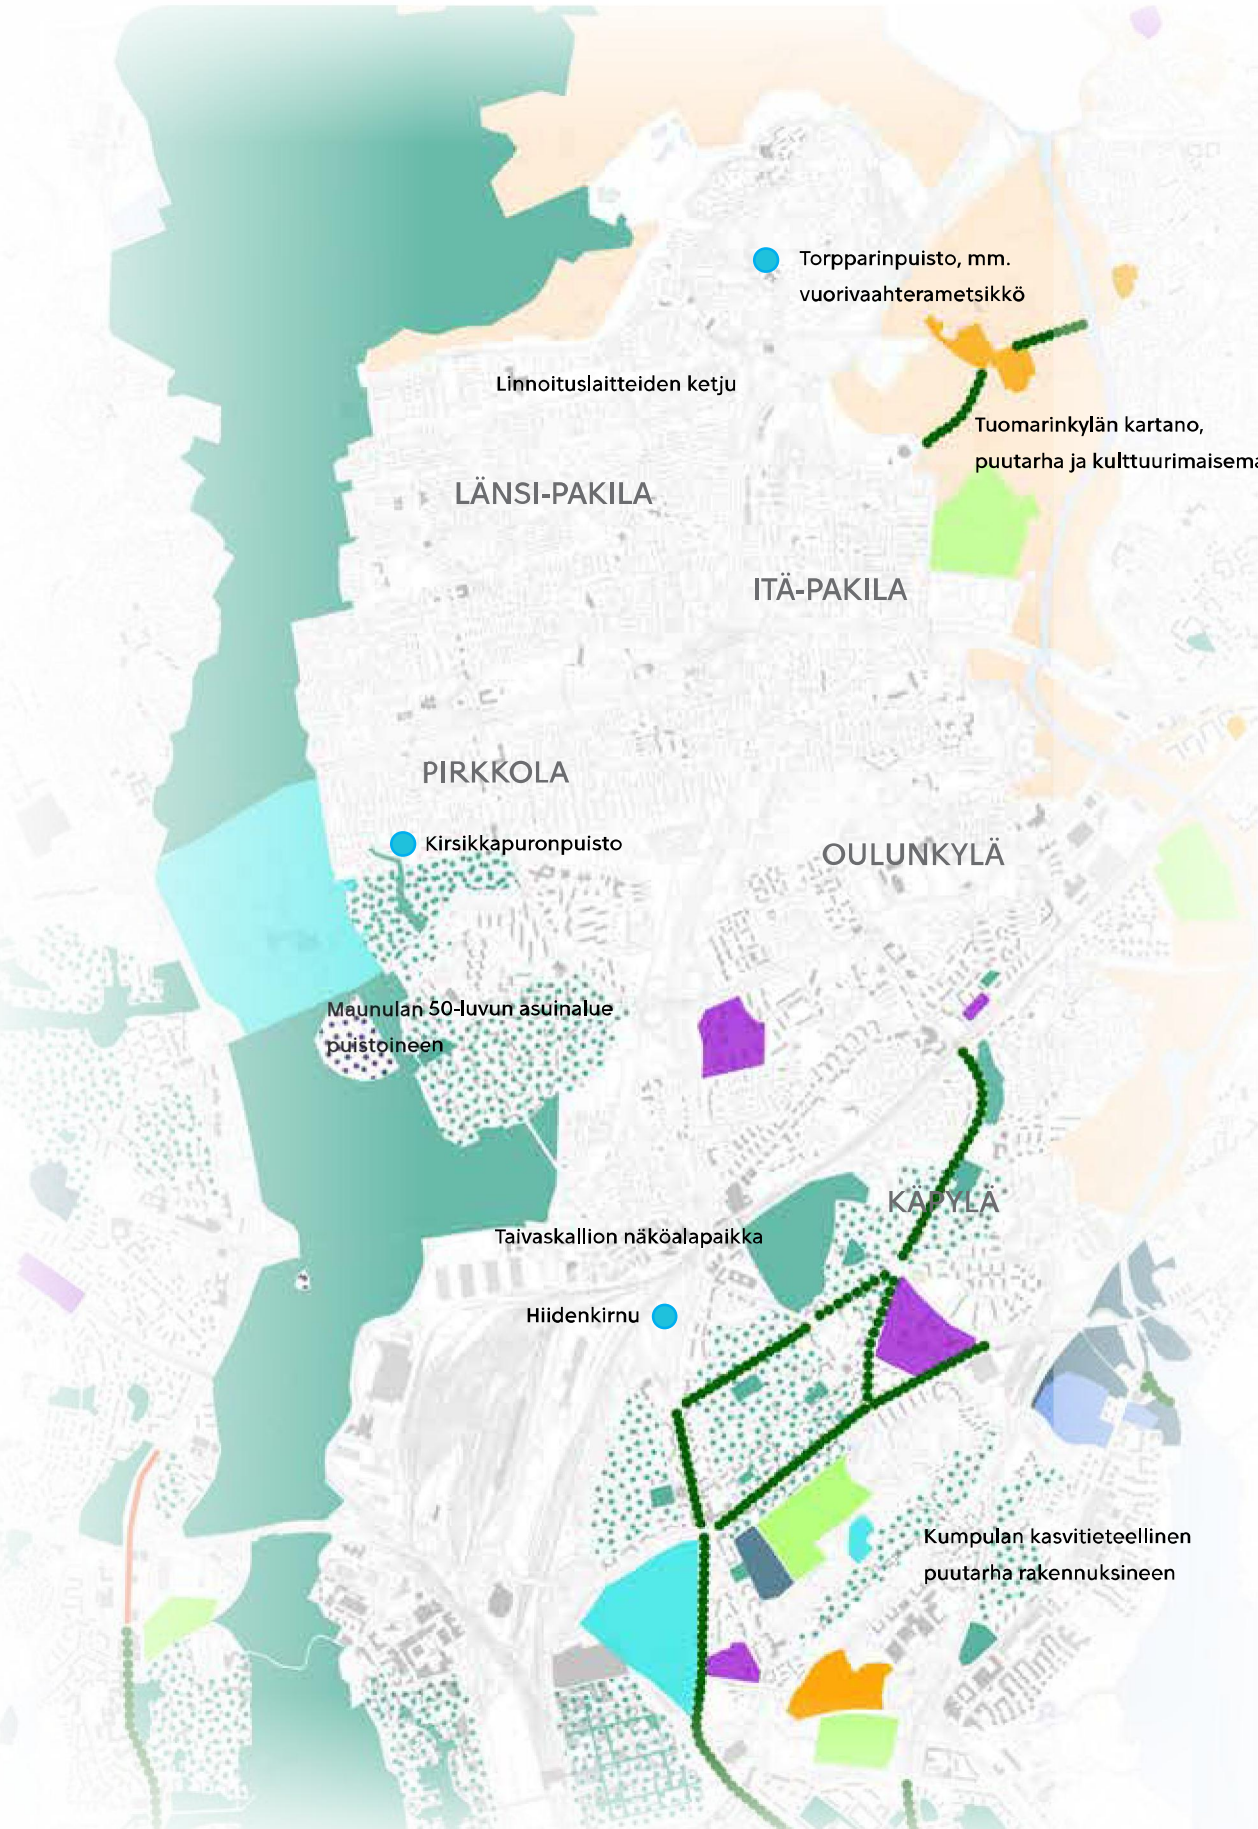 Torpparinpuisto, mm.
vuorivaahterametsikkö
Linnoituslaitteiden ketju
Tuomarinkylän kartano,
puutarha ja kulttuurimaisema
LÄNSI-PAKILA
ITÄ-PAKILA
PIRKKOLA
Kirsikkapuronpuisto
OULUNKYLÄ
Maunulan 50-luvun asuinalue
puistoineen
KÄPYLÄ
Taivaskallion näköalapaikka
Hiidenkirnu
Kumpulan kasvitieteellinen
puutarha rakennuksineen